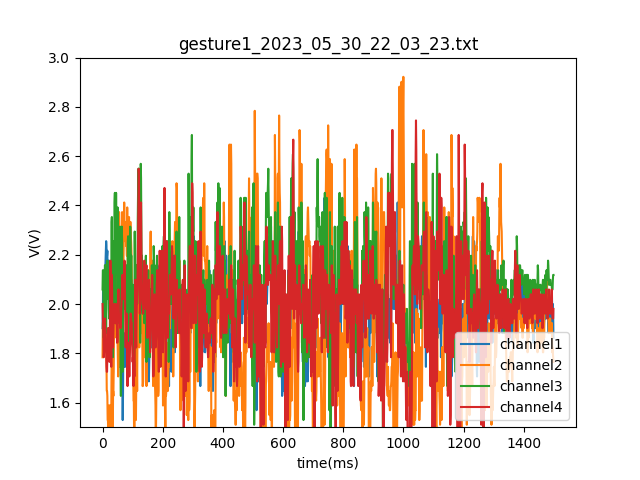 gesture1_2023_05_30_22_03_23.txt
V(V)
3.0
2.8
2.6
2.4
2.2
2.0
1.8
1.6
channel1
channel2
channel3
channel4
0 200 400 600 800 1000 1200 1400
time(ms)